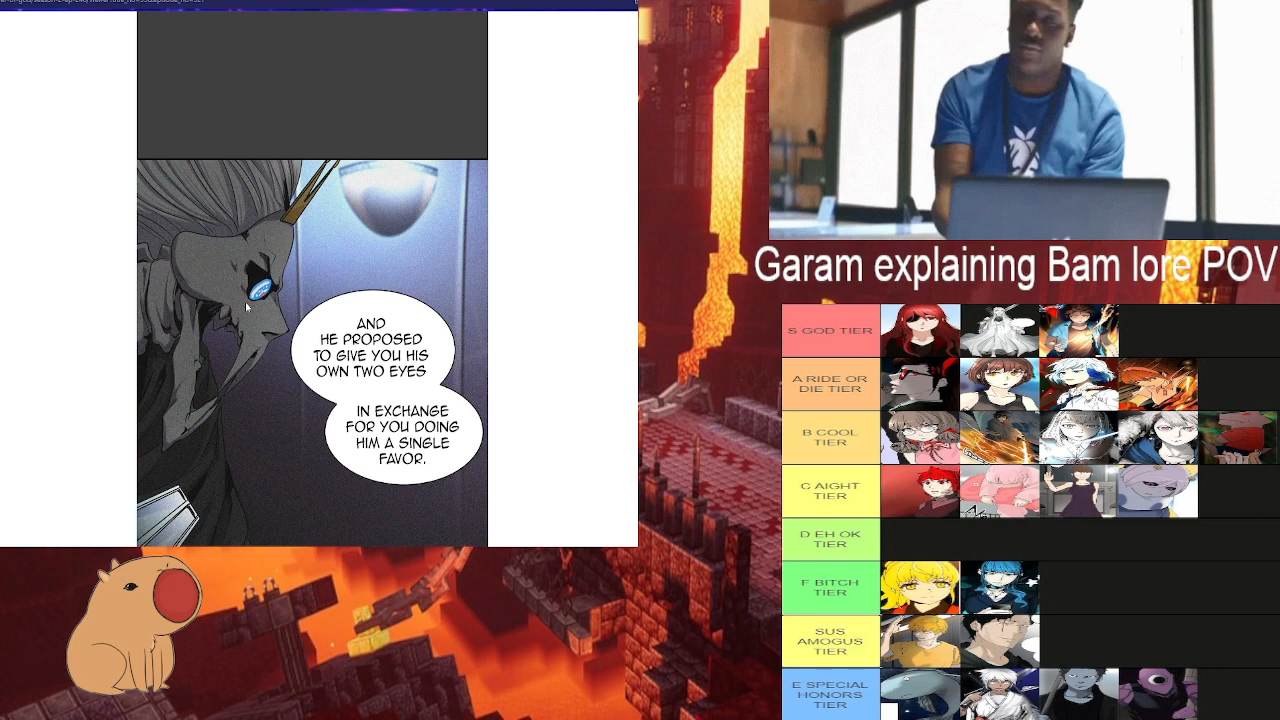 AND
HE PROPOSED
TO GIVE YOU HIS
OWN TWO EYES
IN EXCHANGE
FOR YOU DOING
HIM A SINGLE
FAVOR.
Garam explaining Bam lore POV
S GOD TIER
A RIDE OR
DIE TIER
B COOL
TIER
C AIGHT
TIER
D EH OK
TIER
F BITCH
TIER
SUS
AMOGUS
TIER
E SPECIAL
HONORS
TIER